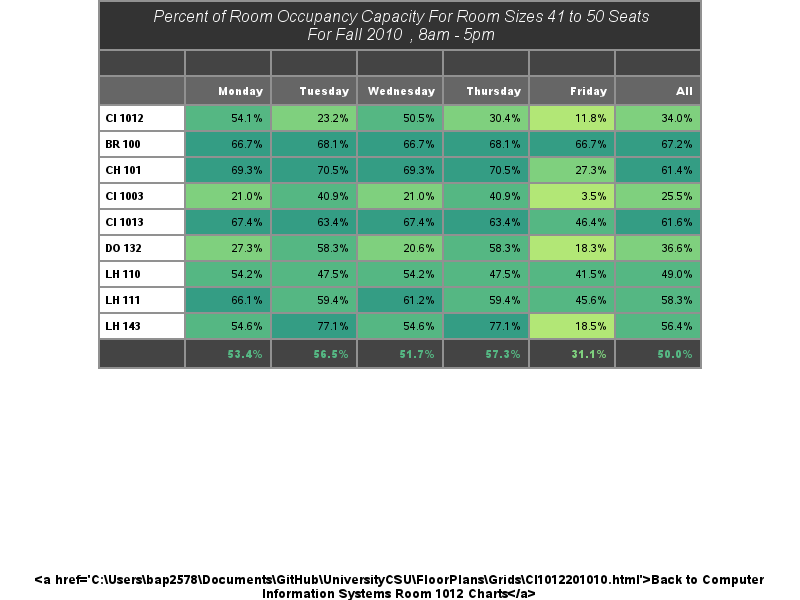 Percent of Room Occupancy Capacity For Room Sizes 41 to 50 Seats
For Fall 2010 , 8am - 5pm
Monday Tuesday Wednesday Thursday Friday All
CI 1012 54.1% 23.2% 50.5% 30.4% 11.8% 34.0%
BR 100 66.7% 68.1% 66.7% 68.1% 66.7% 67.2%
CH 101 69.3% 70.5% 69.3% 70.5% 27.3% 61.4%
CI 1003 21.0% 40.9% 21.0% 40.9% 3.5% 25.5%
CI 1013 67.4% 63.4% 67.4% 63.4% 46.4% 61.6%
DO 132 27.3% 58.3% 20.6% 58.3% 18.3% 36.6%
LH 110 54.2% 47.5% 54.2% 47.5% 41.5% 49.0%
LH 111 66.1% 59.4% 61.2% 59.4% 45.6% 58.3%
LH 143 54.6% 77.1% 54.6% 77.1% 18.5% 56.4%
53.4% 56.5% 51.7% 57.3% 31.1% 50.0%
<a href='C:\Users\bap2578\Documents\GitHub\UniversityCSU\FloorPlans\Grids\CI1012201010.html'>Back to Computer
Information Systems Room 1012 Charts</a>